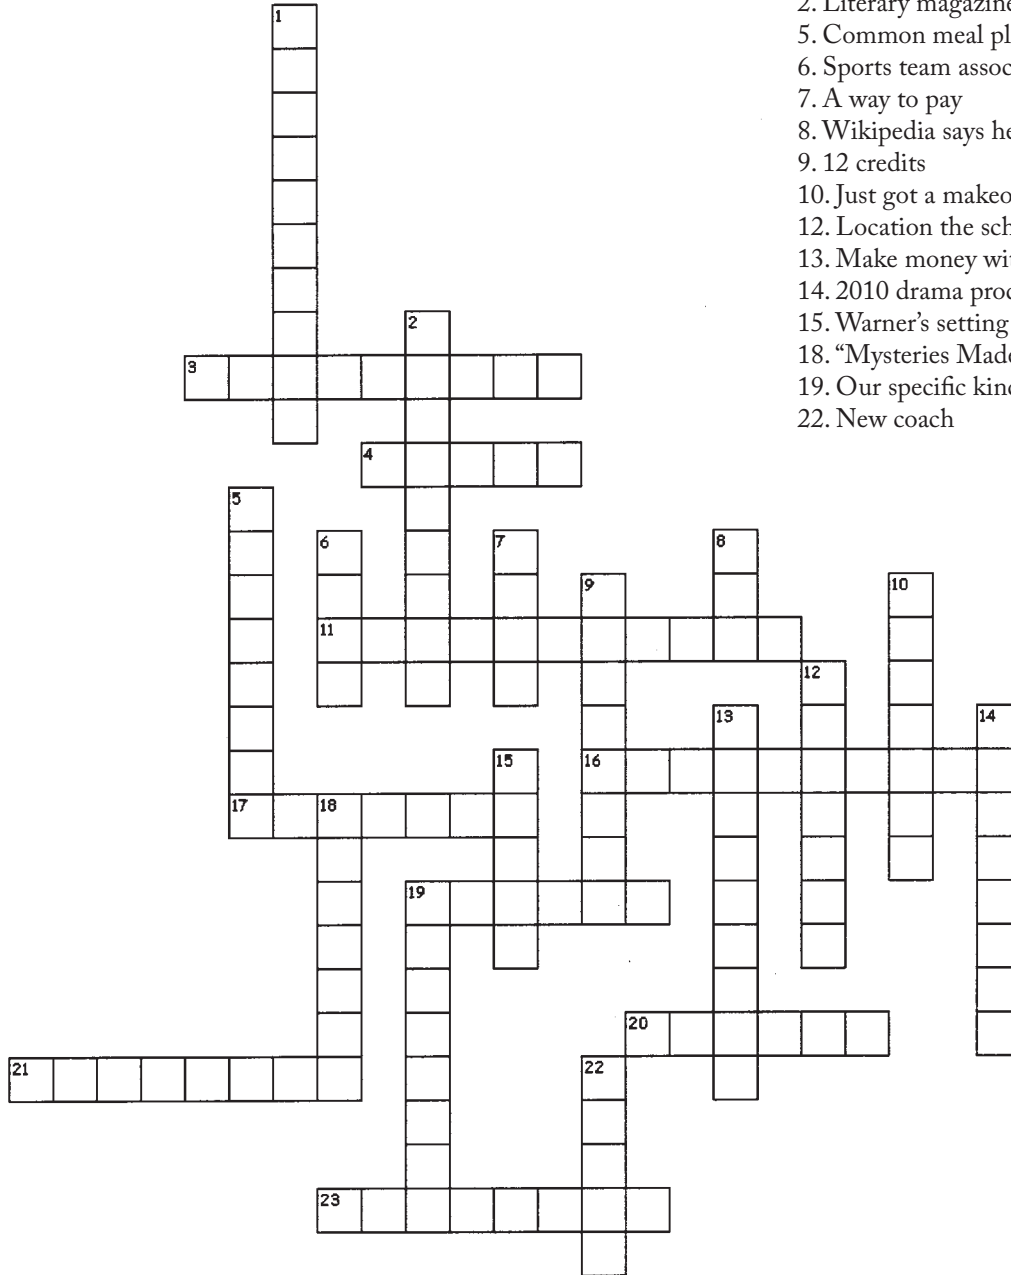 2. Literary magazine
5. Common meal pl
6. Sports team assoc
7. A way to pay
8. Wikipedia says he
9. 12 credits
10. Just got a makeo
12. Location the sch
13. Make money wi
14. 2010 drama prod
15. Warner’s setting
18. “Mysteries Made
19. Our specific kind
22. New coach
1
2
3
4
5
6
7
8
9
10
11
12
13
14
15
16
17
18
19
20
21
22
23